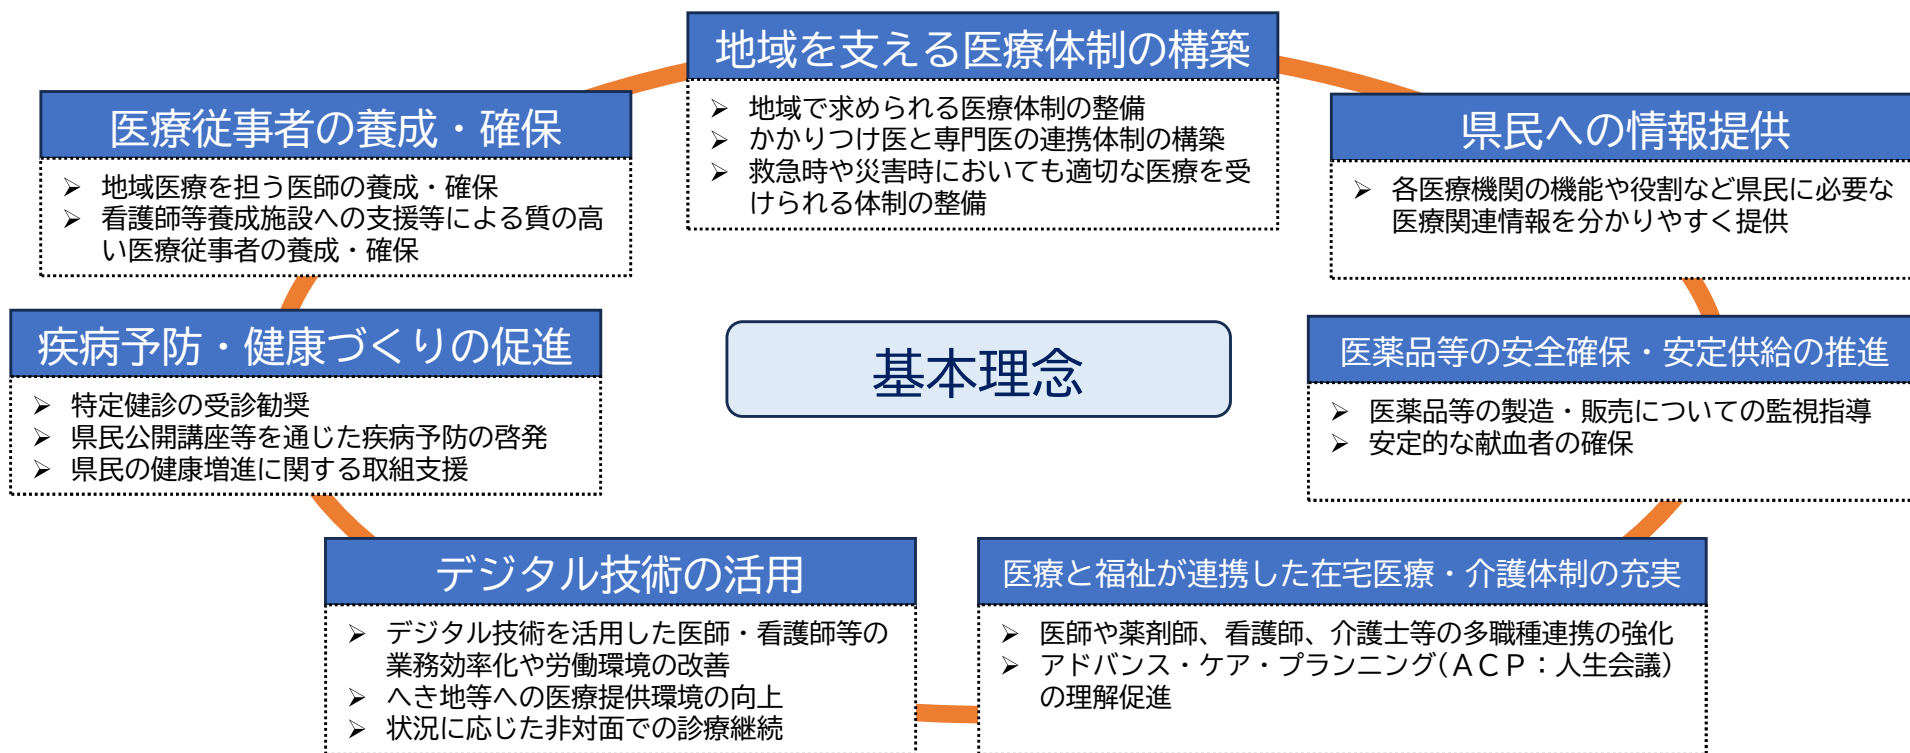 地域を支える医療体制の構築
➢ 地域で求められる医療体制の整備
➢ かかりつけ医と専門医の連携体制の構築
➢ 救急時や災害時においても適切な医療を受
けられる体制の整備
医療従事者の養成・確保
➢ 地域医療を担う医師の養成・確保
➢ 看護師等養成施設への支援等による質の高
い医療従事者の養成・確保
県民への情報提供
➢ 各医療機関の機能や役割など県民に必要な
医療関連情報を分かりやすく提供
疾病予防・健康づくりの促進
➢ 特定健診の受診勧奨
➢ 県民公開講座等を通じた疾病予防の啓発
➢ 県民の健康増進に関する取組支援
基本理念
医薬品等の安全確保・安定供給の推進
➢ 医薬品等の製造・販売についての監視指導
➢ 安定的な献血者の確保
デジタル技術の活用
➢ デジタル技術を活用した医師・看護師等の
業務効率化や労働環境の改善
➢ へき地等への医療提供環境の向上
➢ 状況に応じた非対面での診療継続
医療と福祉が連携した在宅医療・介護体制の充実
➢ 医師や薬剤師、看護師、介護士等の多職種連携の強化
➢ アドバンス・ケア・プランニング(ＡＣＰ：人生会議)
の理解促進